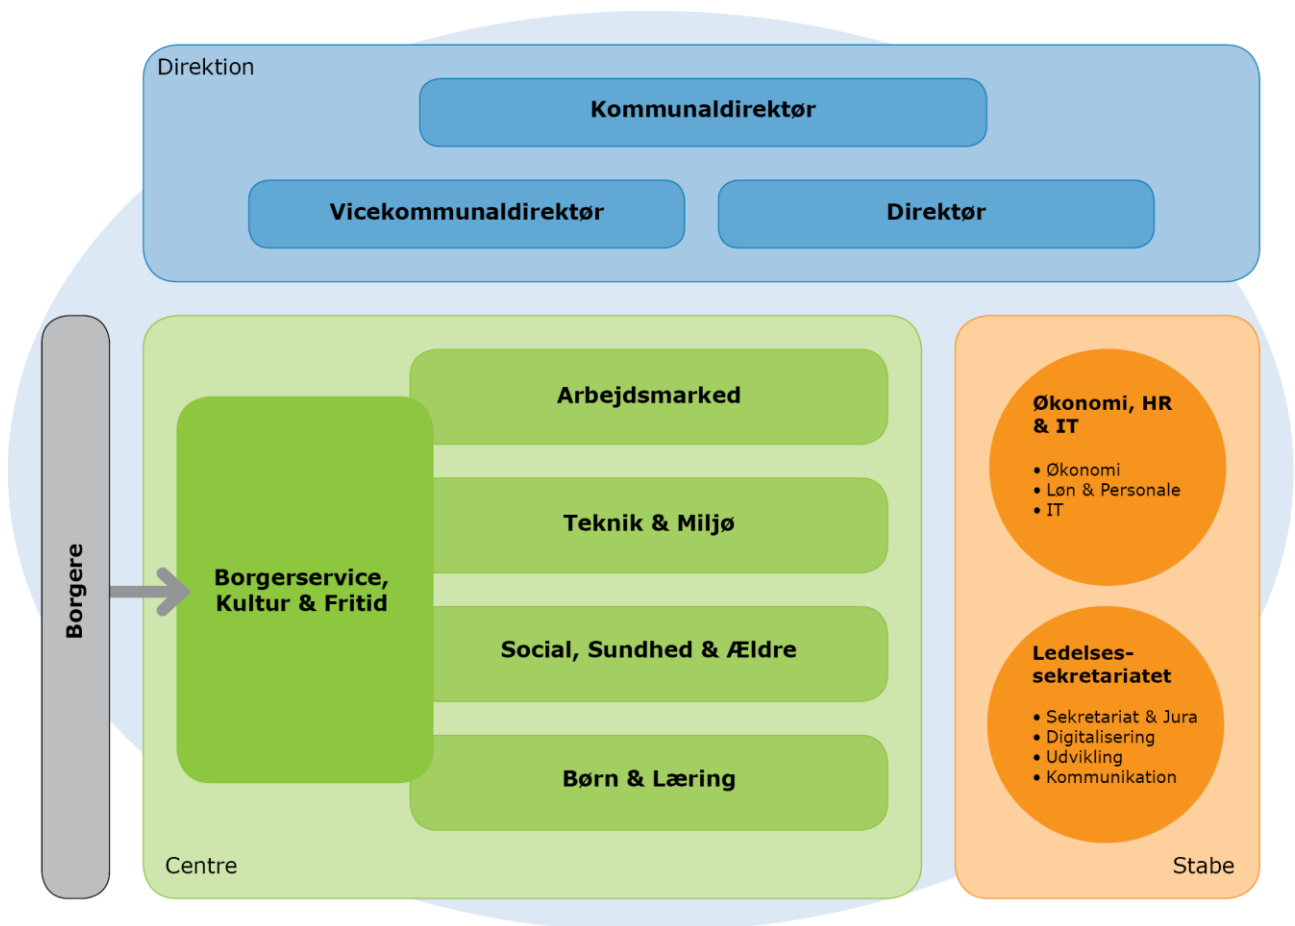 Direktion
Kommunaldirektør
Vicekommunaldirektør
Direktør
Borgere
Borgerservice,
Kultur & Fritid
Arbejdsmarked
Teknik & Miljø
Social, Sundhed & Ældre
Børn & Læring
Centre
Økonomi, HR
& IT
• Økonomi
• Løn & Personale
• IT
Ledelses-
sekretariatet
• Sekretariat & Jura
• Digitalisering
• Udvikling
• Kommunikation
Stabe